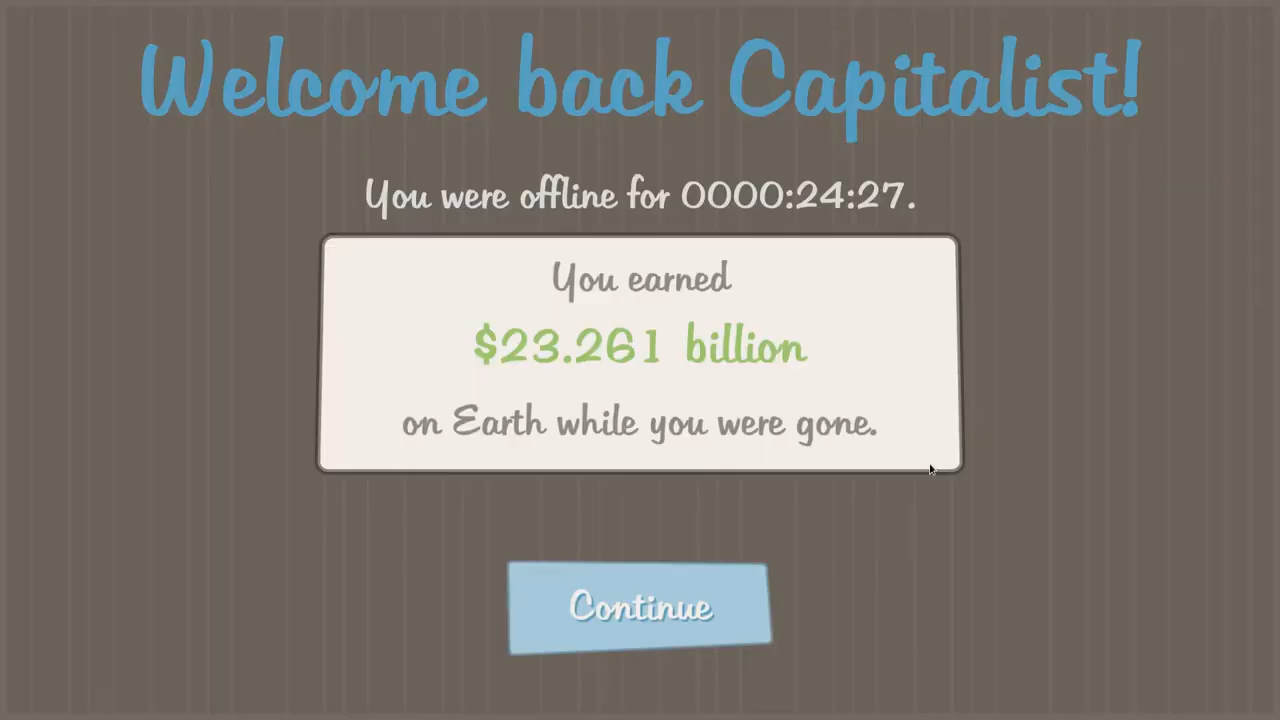 Welcome back Capitalist!
You were offline for 0000:24:27.
You earned
$23.261 billion
on Earth while you were gone.
Continue